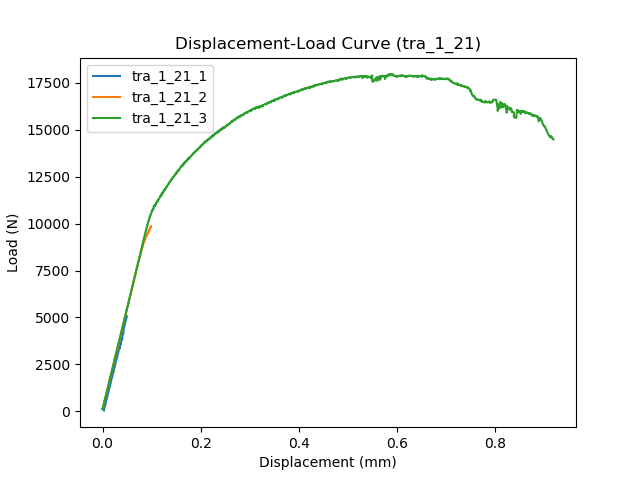 Displacement-Load Curve (tra_1_21)
tra_1_21_1
tra_1_21_2
tra_1_21_3
17500
15000
12500
10000
7500
5000
2500
0
Load (N)
0.0 0.2 0.4 0.6 0.8
Displacement (mm)